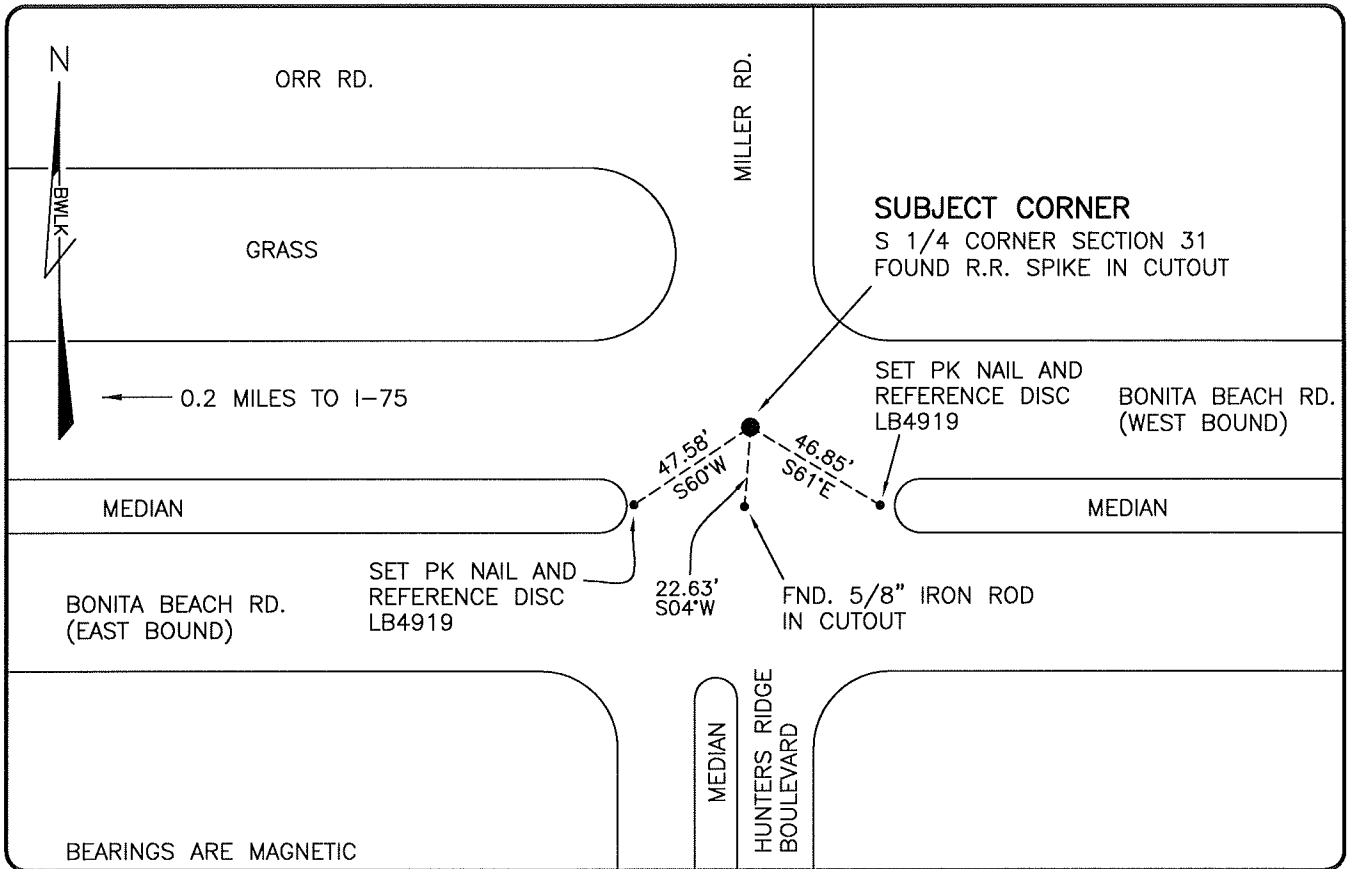 N
ORR RD.
MILLER RD.
BWLK
GRASS
SUBJECT CORNER
S 1/4 CORNER SECTION 31
FOUND R.R. SPIKE IN CUTOUT
0.2 MILES TO I-75
SET PK NAIL AND
REFERENCE DISC
LB4919
BONITA BEACH RD.
(WEST BOUND)
47.58'
S60°W
46.85'
S61°E
MEDIAN
MEDIAN
SET PK NAIL AND
REFERENCE DISC
LB4919
22.63'
S04°W
FND. 5/8" IRON ROD
IN CUTOUT
BONITA BEACH RD.
(EAST BOUND)
MEDIAN
HUNTERS RIDGE
BOULEVARD
BEARINGS ARE MAGNETIC